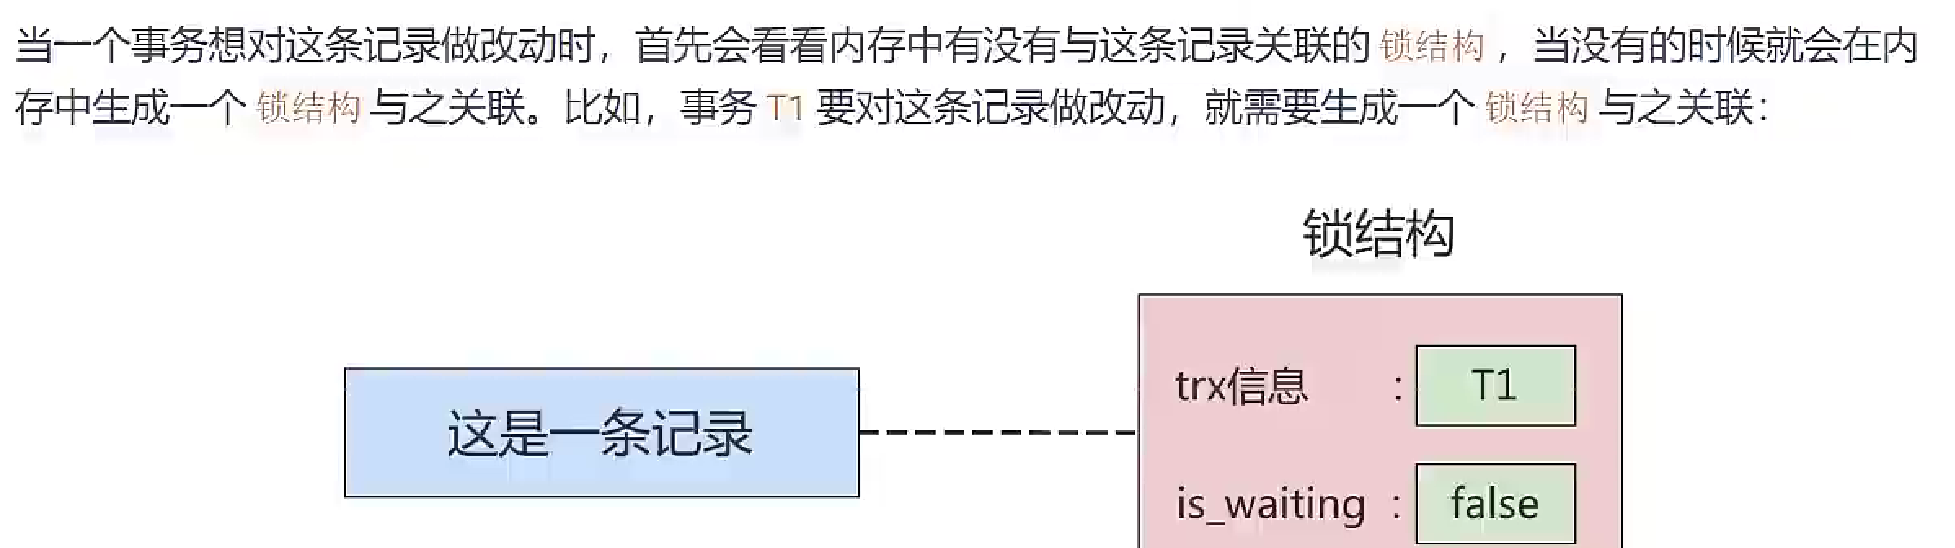 当一个事务想对这条记录做改动时，首先会看看内存中有没有与这条记录关联的 锁结构 ，当没有的时候就会在内
存中生成一个 锁结构 与之关联。比如，事务 T1 要对这条记录做改动，就需要生成一个 锁结构 与之关联：
锁结构
这是一条记录
trx信息 : T1
is_waiting : false